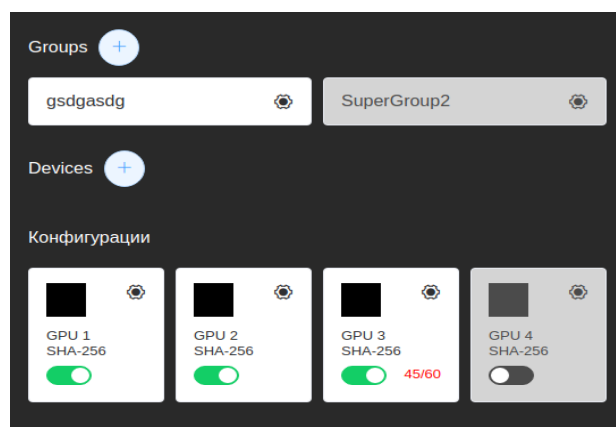 Groups +
gsdgasdg
SuperGroup2
Devices +
Конфигурации
GPU 1
SHA-256
GPU 2
SHA-256
GPU 3
SHA-256
45/60
GPU 4
SHA-256